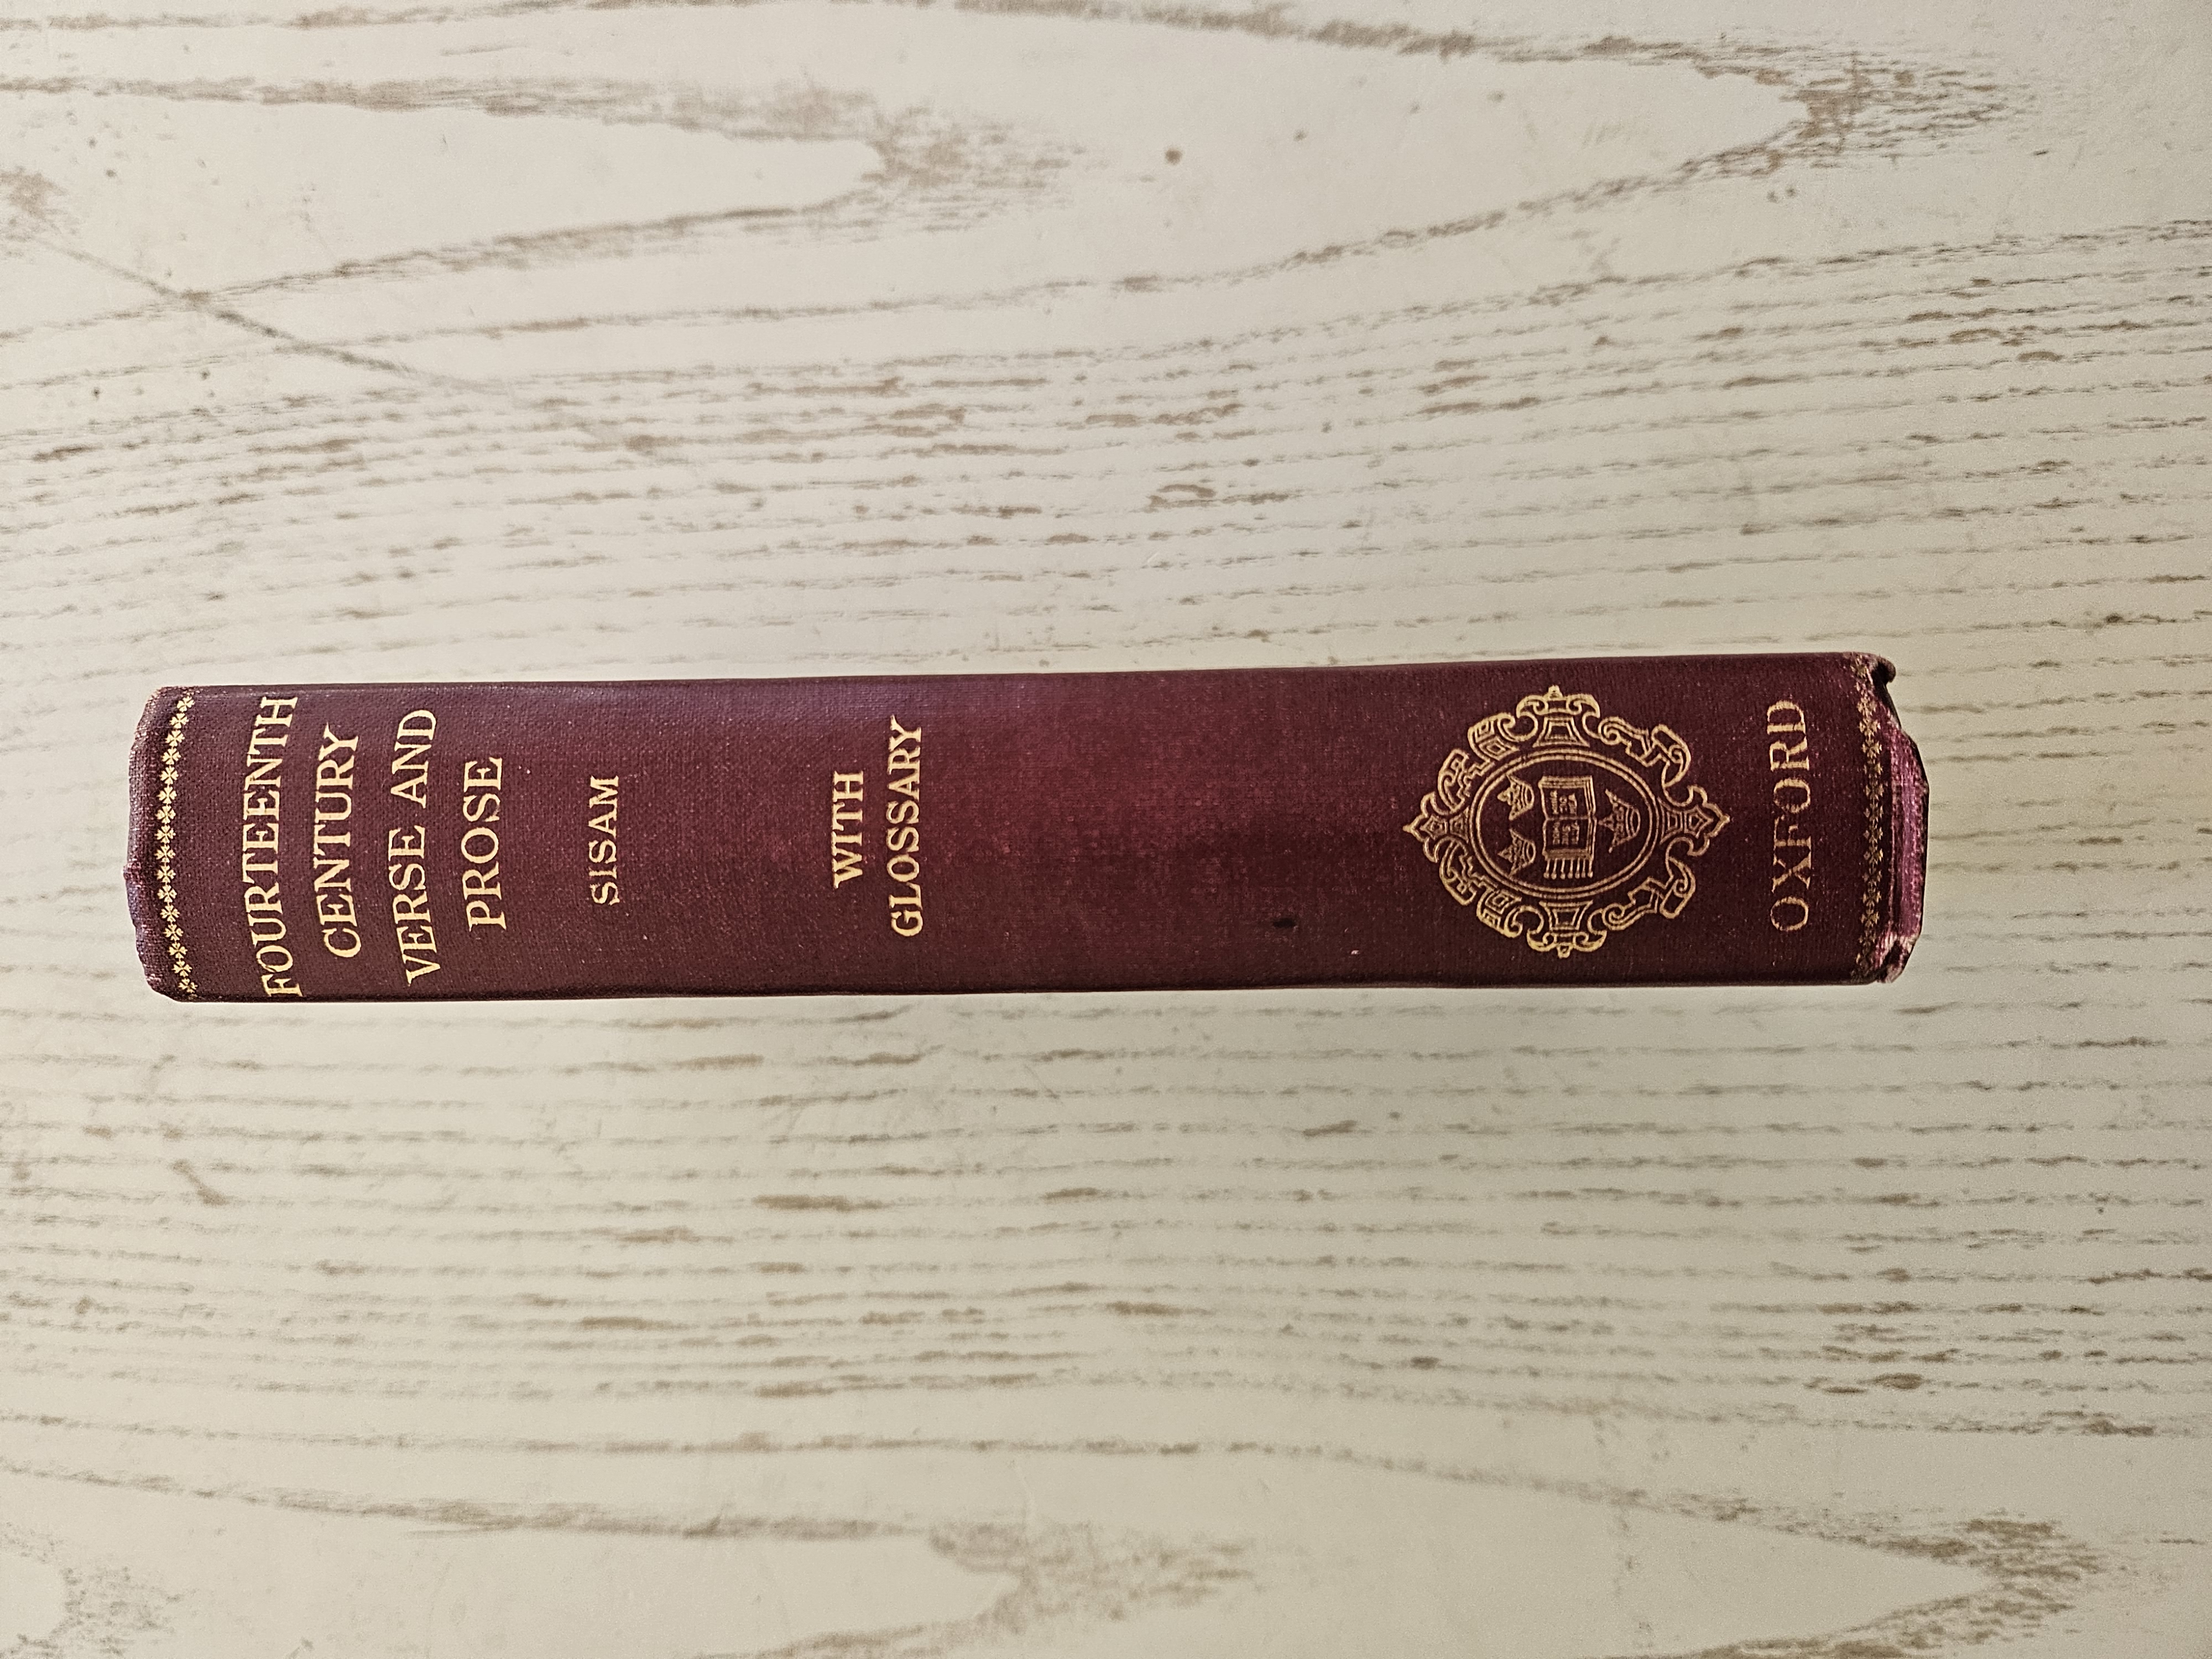 FOURTEENTH
CENTURY
VERSE AND
PROSE
SISAM
WITH
GLOSSARY
OXFORD